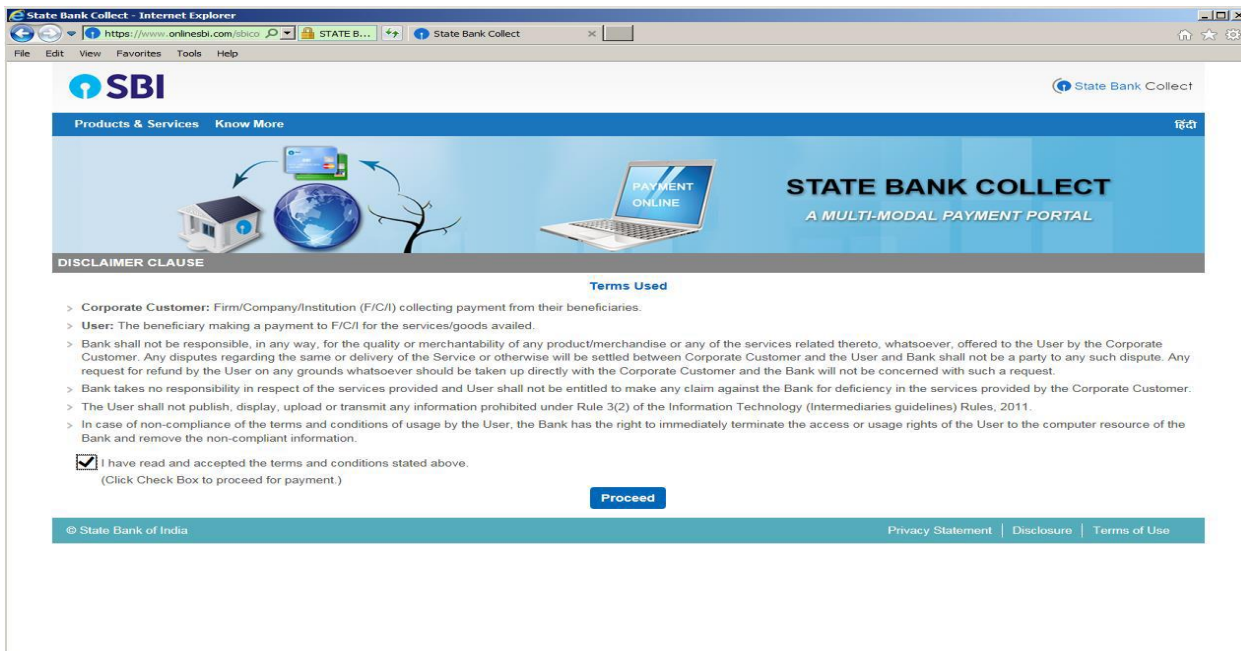 State Bank Collect - Internet Explorer
https://www.onlinesbi.com/sbico
STATE B...
State Bank Collect
File Edit View Favorites Tools Help
SBI
State Bank Collect
Products & Services Know More हिंदी
PAYMENT
ONLINE
STATE BANK COLLECT
A MULTI-MODAL PAYMENT PORTAL
DISCLAIMER CLAUSE
Terms Used
> Corporate Customer: Firm/Company/Institution (F/C/I) collecting payment from their beneficiaries.
> User: The beneficiary making a payment to F/C/I for the services/goods availed.
> Bank shall not be responsible, in any way, for the quality or merchantability of any product/merchandise or any of the services related thereto, whatsoever, offered to the User by the Corporate
Customer. Any disputes regarding the same or delivery of the Service or otherwise will be settled between Corporate Customer and the User and Bank shall not be a party to any such dispute. Any
request for refund by the User on any grounds whatsoever should be taken up directly with the Corporate Customer and the Bank will not be concerned with such a request.
> Bank takes no responsibility in respect of the services provided and User shall not be entitled to make any claim against the Bank for deficiency in the services provided by the Corporate Customer.
> The User shall not publish, display, upload or transmit any information prohibited under Rule 3(2) of the Information Technology (Intermediaries guidelines) Rules, 2011.
> In case of non-compliance of the terms and conditions of usage by the User, the Bank has the right to immediately terminate the access or usage rights of the User to the computer resource of the
Bank and remove the non-compliant information.
I have read and accepted the terms and conditions stated above.
(Click Check Box to proceed for payment.)
Proceed
© State Bank of India
Privacy Statement | Disclosure | Terms of Use